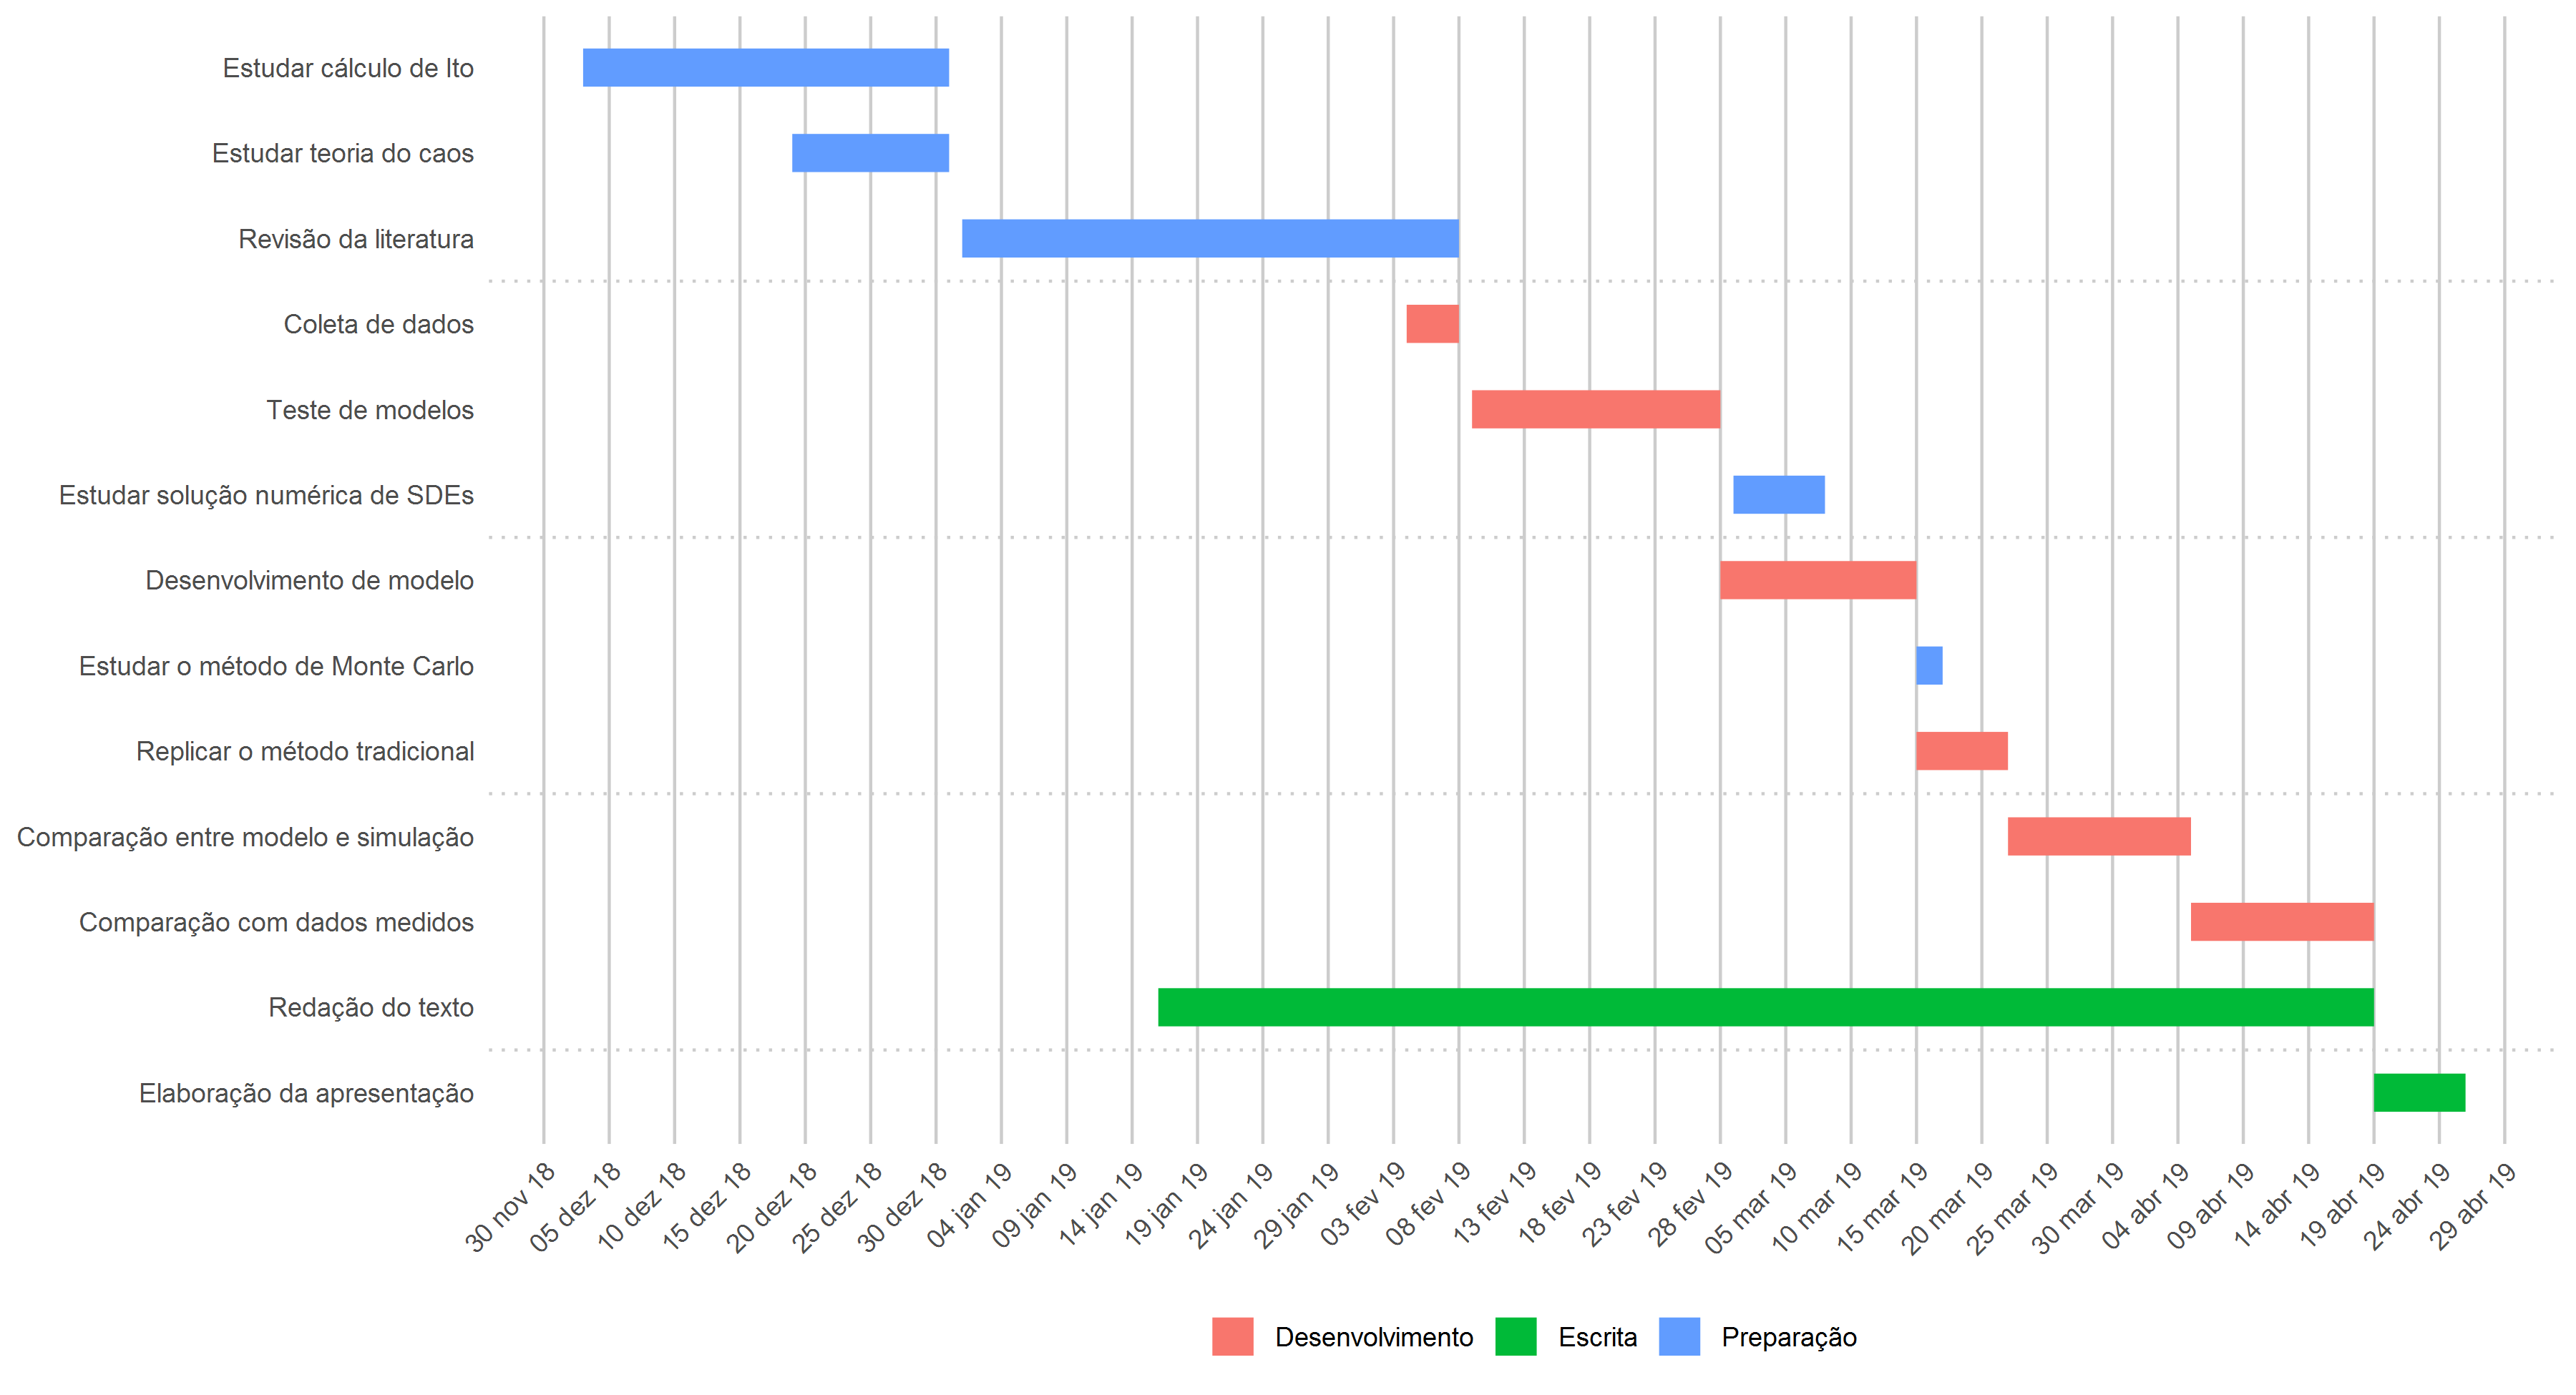 Estudar cálculo de Ito
Estudar teoria do caos
Revisão da literatura
Coleta de dados
Teste de modelos
Estudar solução numérica de SDEs
Desenvolvimento de modelo
Estudar o método de Monte Carlo
Replicar o método tradicional
Comparação entre modelo e simulação
Comparação com dados medidos
Redação do texto
Elaboração da apresentação
30 nov 18
05 dez 18
10 dez 18
15 dez 18
20 dez 18
25 dez 18
30 dez 18
04 jan 19
09 jan 19
14 jan 19
19 jan 19
24 jan 19
29 jan 19
03 fev 19
08 fev 19
13 fev 19
18 fev 19
23 fev 19
28 fev 19
05 mar 19
10 mar 19
15 mar 19
20 mar 19
25 mar 19
30 mar 19
04 abr 19
09 abr 19
14 abr 19
19 abr 19
24 abr 19
29 abr 19
Desenvolvimento
Escrita
Preparação